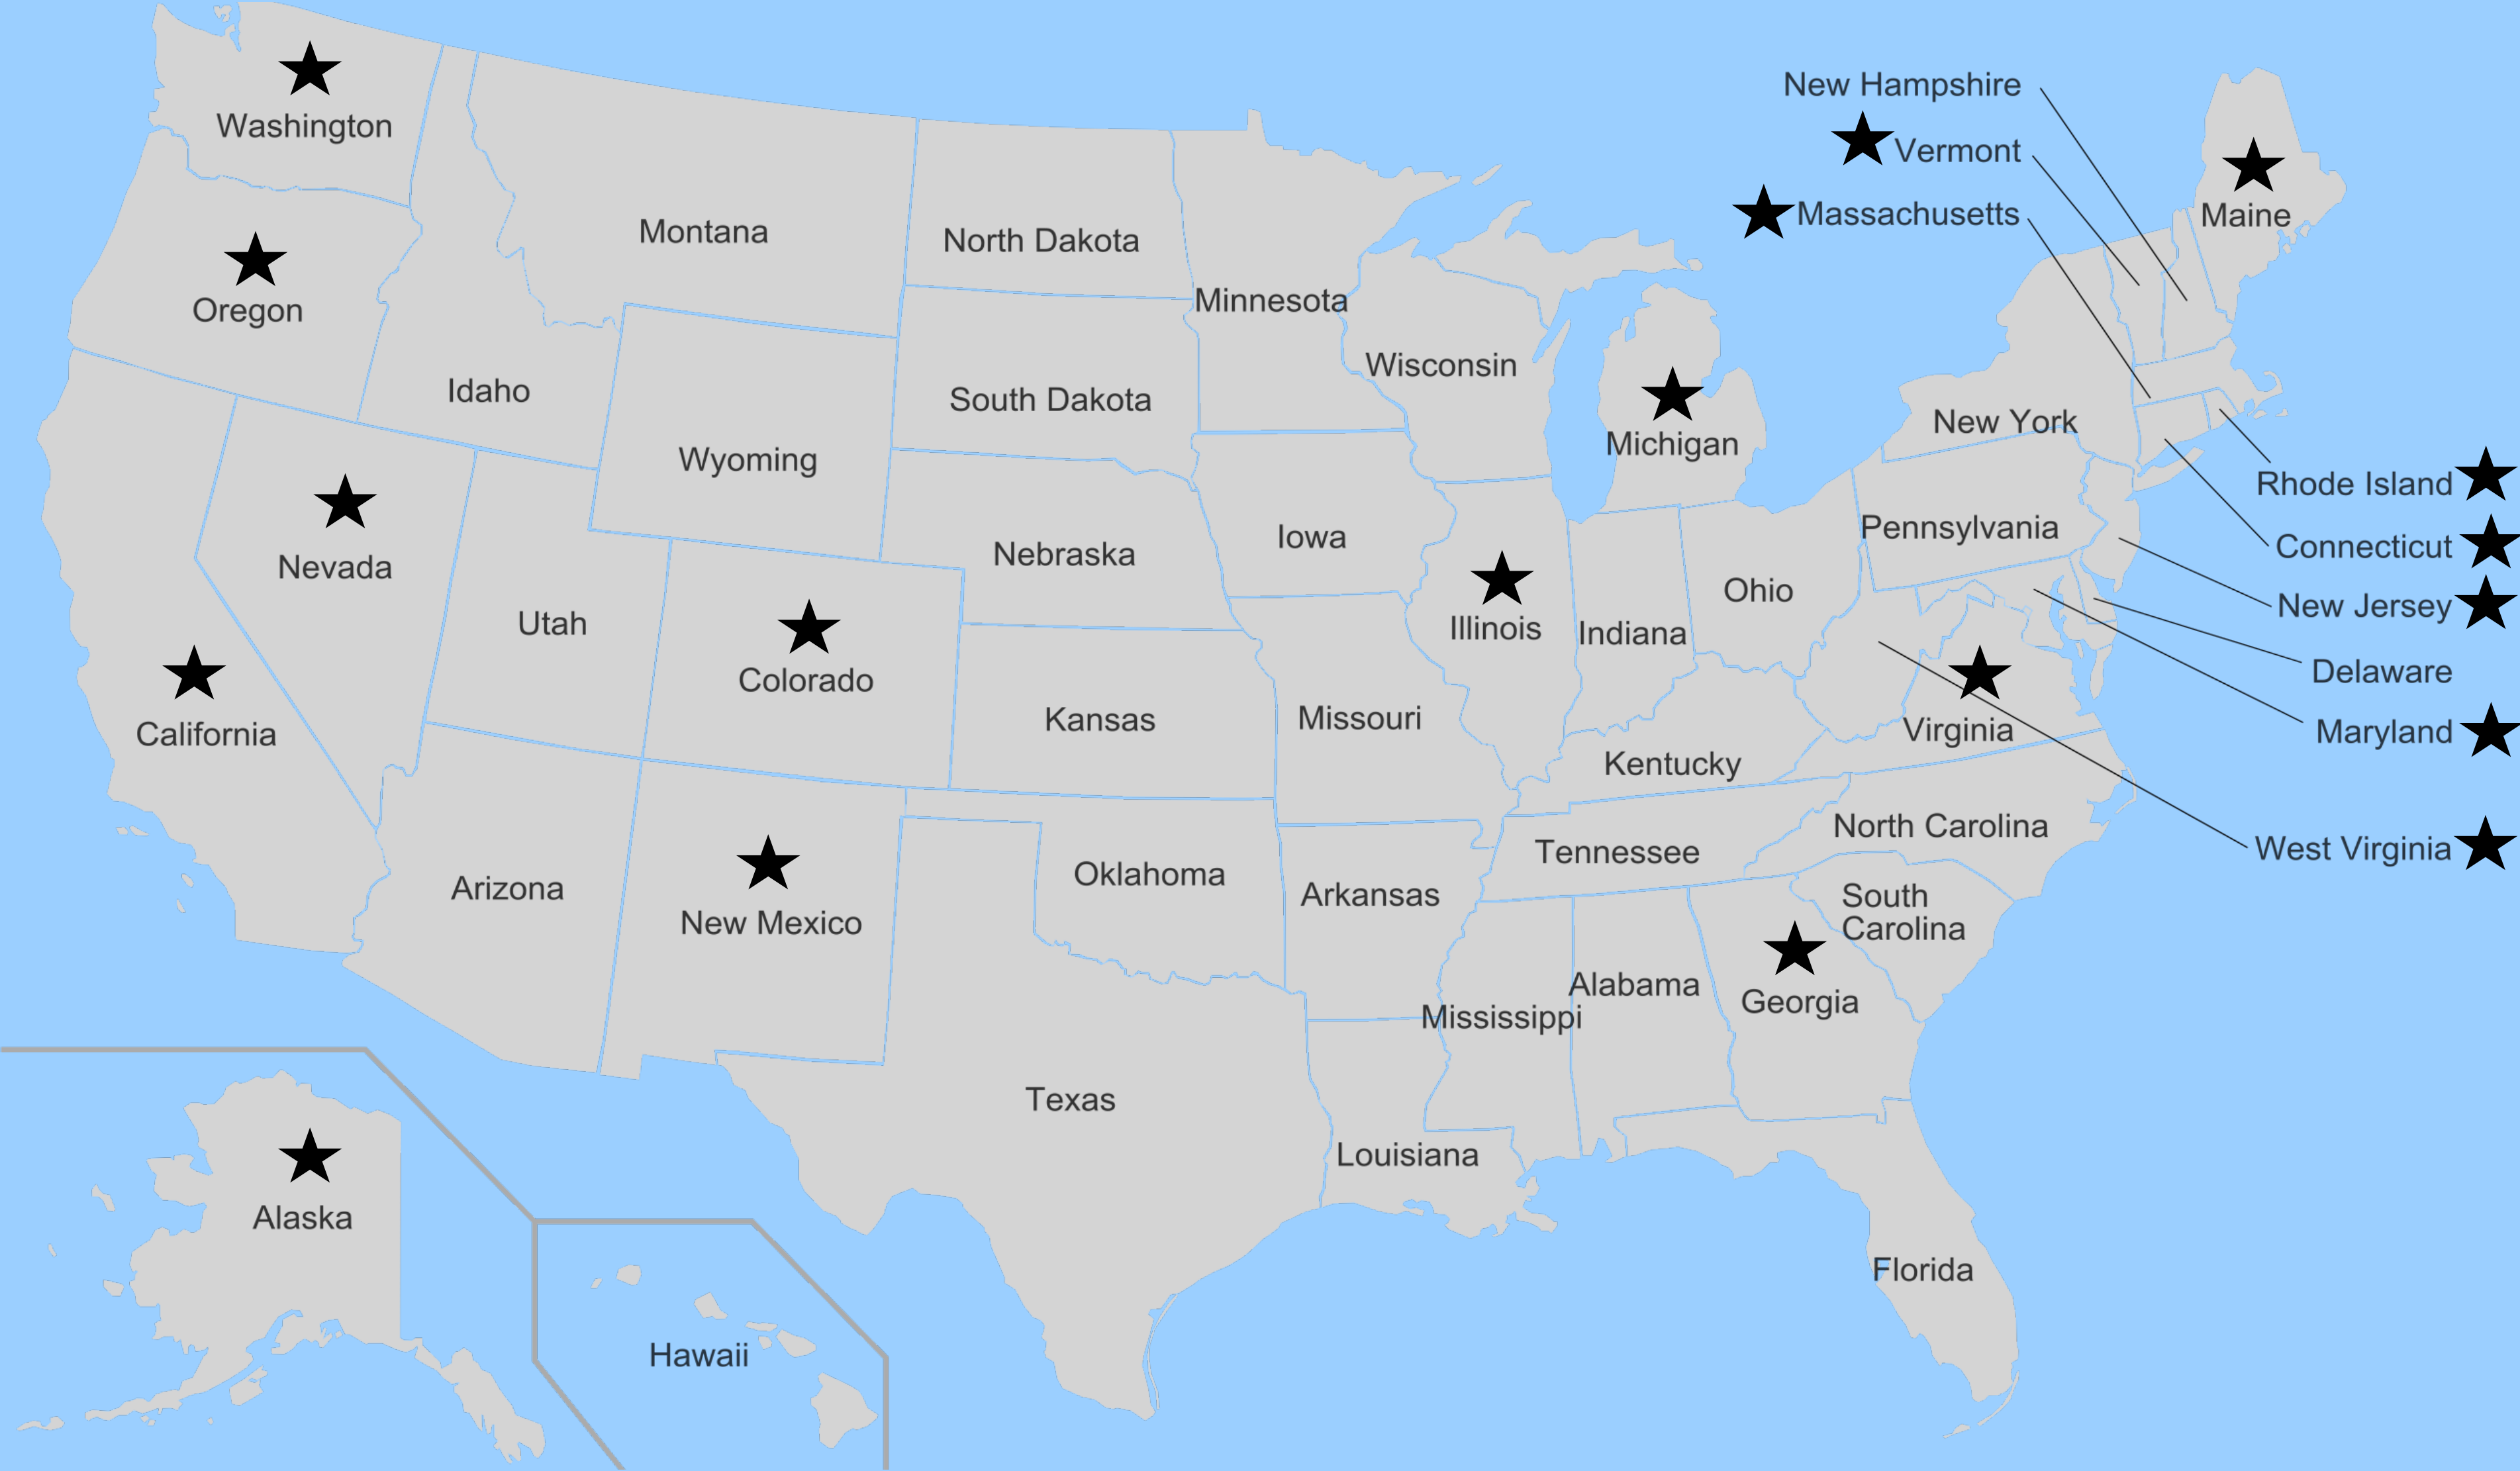 New Hampshire
Washington
Vermont
Massachusetts
Maine
Montana
North Dakota
Minnesota
Oregon
Wisconsin
Idaho
South Dakota
New York
Michigan
Wyoming
Rhode Island
Pennsylvania
Iowa
Connecticut
Nebraska
Nevada
Ohio
New Jersey
Utah
Illinois
Indiana
Delaware
Colorado
Missouri
Kansas
Virginia
Maryland
California
Kentucky
North Carolina
West Virginia
Tennessee
Oklahoma
Arizona
Arkansas
South
Carolina
New Mexico
Alabama
Georgia
Mississippi
Texas
Louisiana
Alaska
Florida
Hawaii